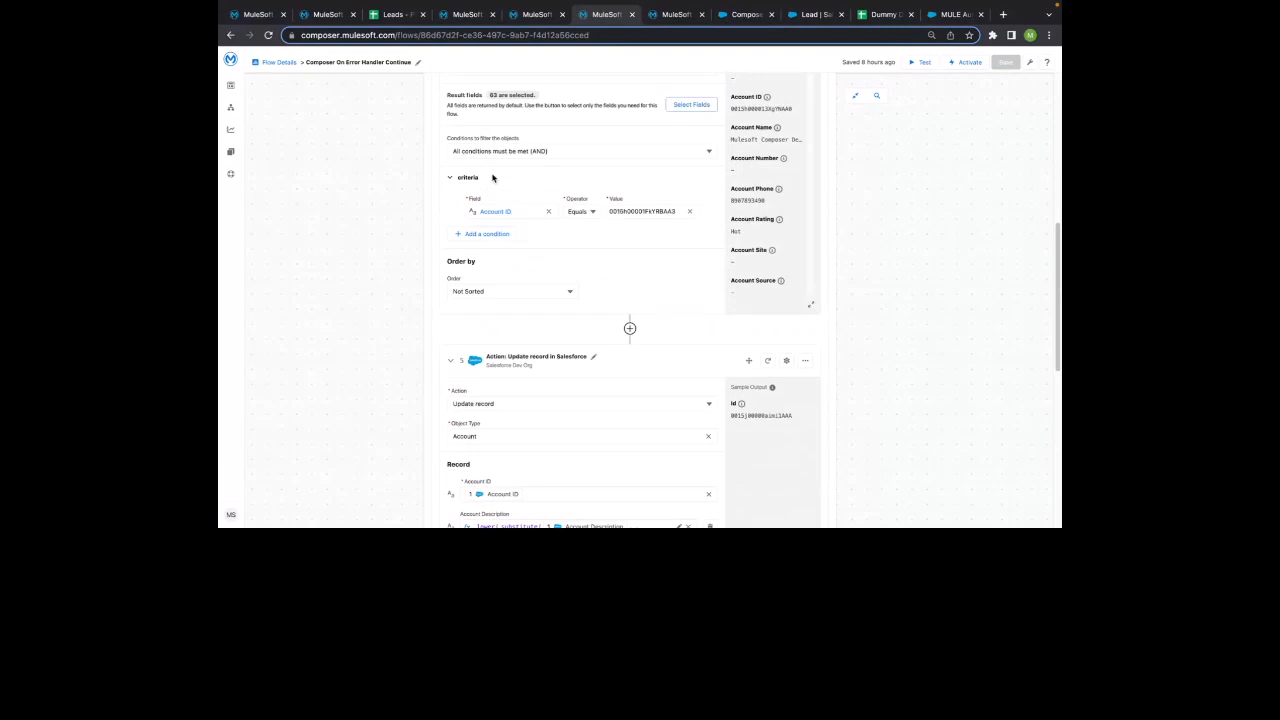 MuleSoft
MuleSoft
Leads - F
MuleSoft
MuleSoft
MuleSoft
MuleSoft
Compose
Lead | Sa
Dummy D
MULE Au
composer.mulesoft.com/flows/86d67d2f-ce36-497c-9ab7-f4d12a56cced
M
Flow Details > Composer On Error Handler Continue
Saved 8 hours ago
Test
Activate
Save
Result fields 63 are selected.
All fields are returned by default. Use the button to select only the fields you need for this
flow.
Select Fields
Conditions to filter the objects
All conditions must be met (AND)
criteria
* Field * Operator * Value
Account ID Equals 0015h00001FkYRBAA3
+ Add a condition
Order by
Order
Not Sorted
Account ID
0015h000013XgYNAA0
Account Name
Mulesoft Composer De…
Account Number
–
Account Phone
8907893490
Account Rating
Hot
Account Site
–
Account Source
–
5 Action: Update record in Salesforce
Salesforce Dev Org
* Action
Update record
* Object Type
Account
Record
* Account ID
1 Account ID
Account Description
fx lower( substitute( 1 Account Description
Sample Output
Id
0015j00000aimi1AAA
MS